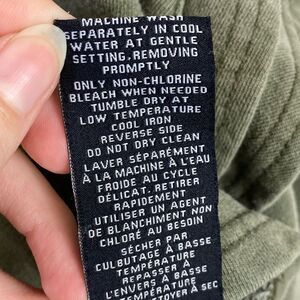 MACHINE WASH
SEPARATELY IN COOL
WATER AT GENTLE
SETTING, REMOVING
PROMPTLY
ONLY NON-CHLORINE
BLEACH WHEN NEEDED
TUMBLE DRY AT
LOW TEMPERATURE
COOL IRON
REVERSE SIDE
DO NOT DRY CLEAN
LAVER SÉPARÉMENT
À LA MACHINE À L'EAU
FROIDE AU CYCLE
DÉLICAT. RETIRER
RAPIDEMENT
UTILISER UN AGENT
DE BLANCHIMENT NON
CHLORÉ AU BESOIN
SÉCHER PAR
CULBUTAGE À BASSE
TEMPÉRATURE
REPASSER À BASSE
TEMPÉRATURE
L'ENVERS
À SEC